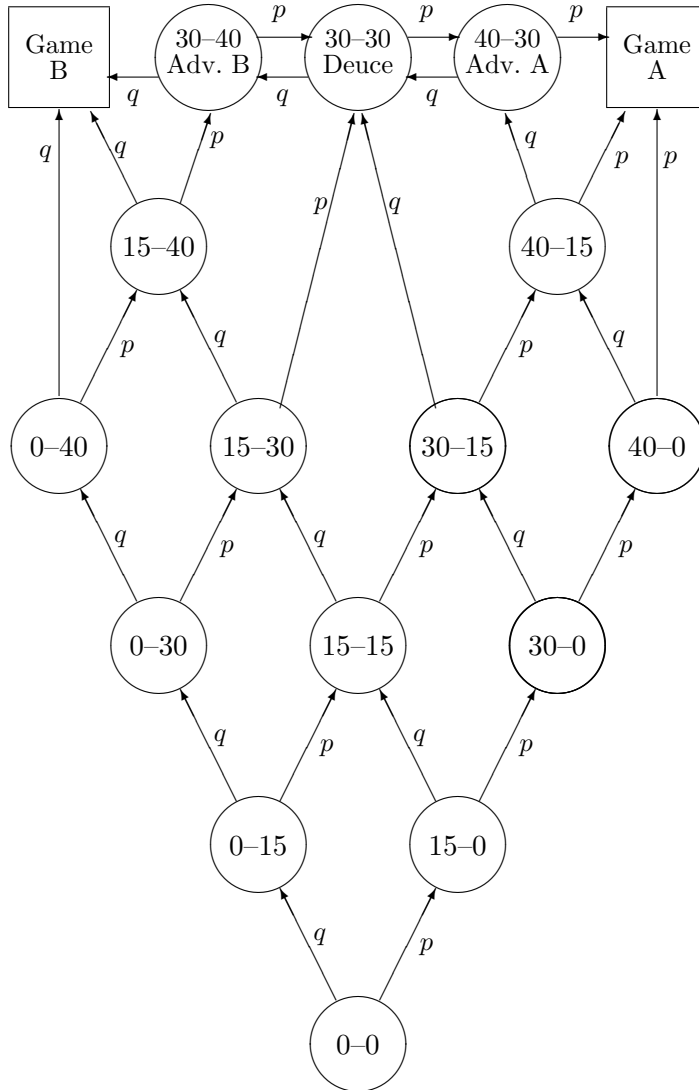 p p p
Game
B
30–40
Adv. B
30–30
Deuce
40–30
Adv. A
Game
A
q q q
q q p p q q p p
15–40
40–15
p q p q
0–40
15–30
30–15
40–0
q p q p q p
0–30
15–15
30–0
q p q p
0–15
15–0
q p
0–0